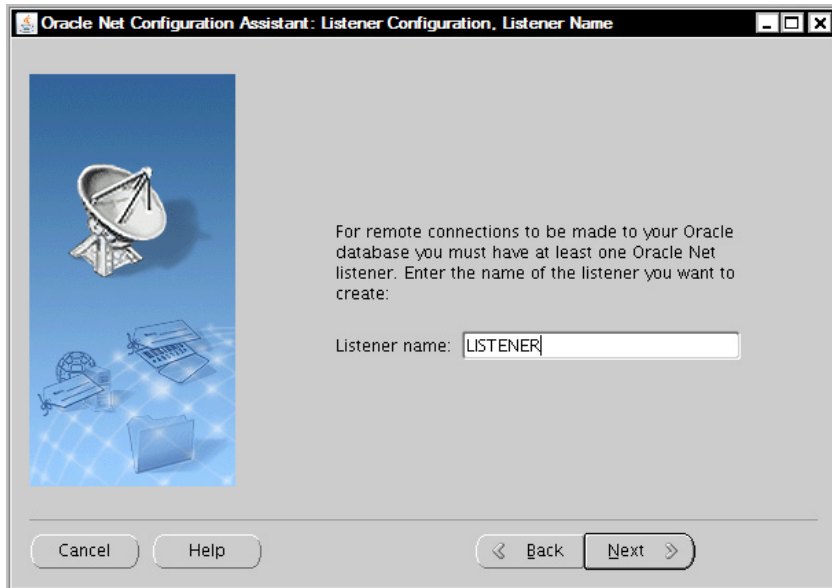 Oracle Net Configuration Assistant: Listener Configuration, Listener Name
For remote connections to be made to your Oracle
database you must have at least one Oracle Net
listener. Enter the name of the listener you want to
create:
Listener name: LISTENER
Cancel Help Back Next